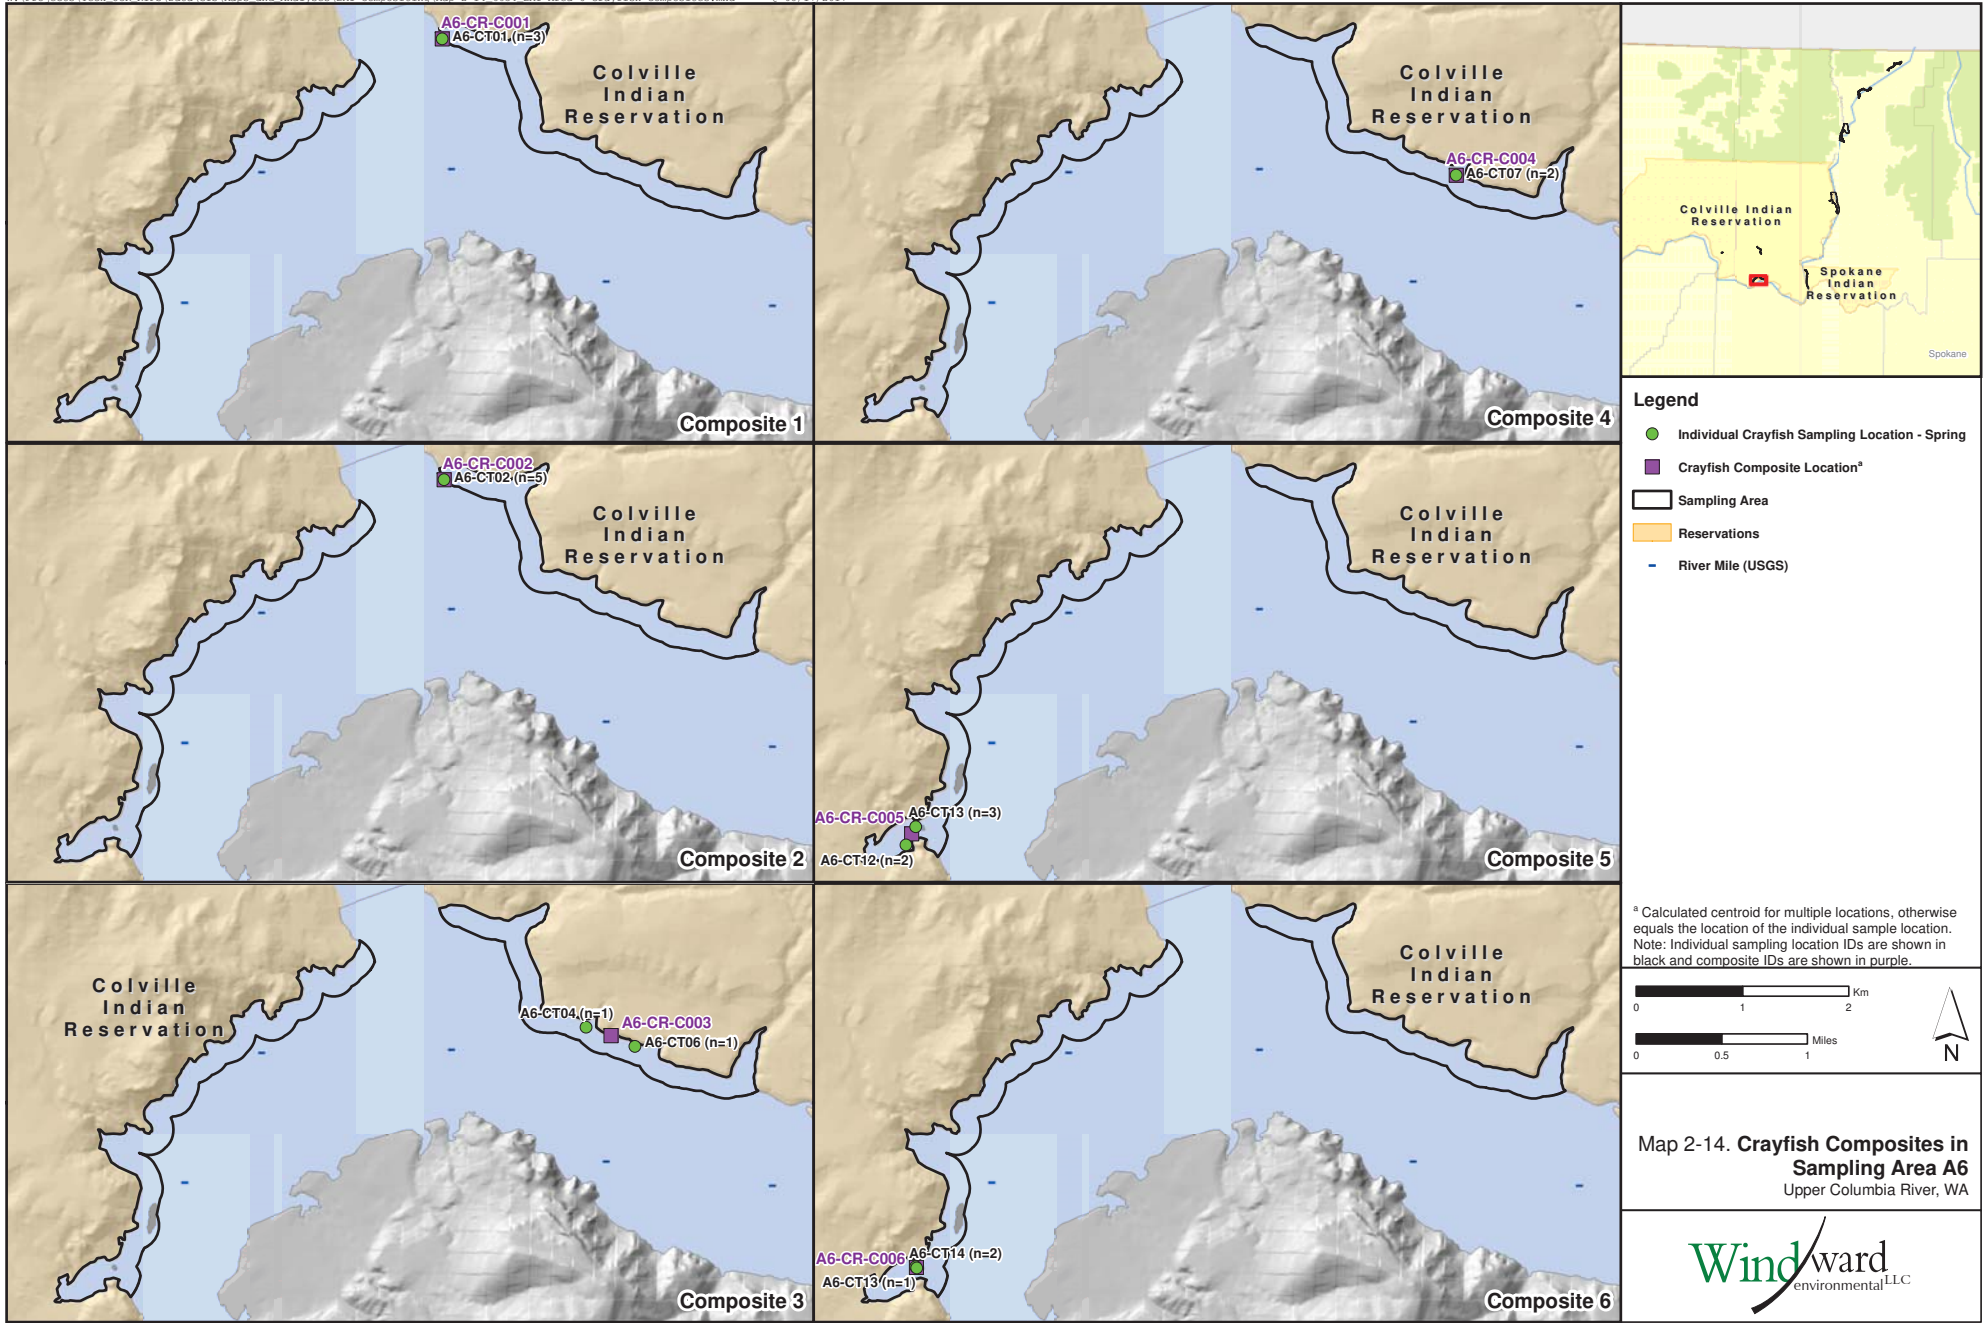 A6-CR-C001
A6-CT01 (n=3)
Colville
Indian
Reservation
Composite 1
Colville
Indian
Reservation
A6-CR-C004
A6-CT07 (n=2)
Composite 4
A6-CR-C002
A6-CT02 (n=5)
Colville
Indian
Reservation
Composite 2
Colville
Indian
Reservation
A6-CR-C005
A6-CT13 (n=3)
A6-CT12 (n=2)
Composite 5
Colville
Indian
Reservation
A6-CT04 (n=1)
A6-CR-C003
A6-CT06 (n=1)
Composite 3
Colville
Indian
Reservation
A6-CR-C006
A6-CT14 (n=2)
A6-CT13 (n=1)
Composite 6
Colville Indian
Reservation
Spokane
Indian
Reservation
Spokane
Legend
Individual Crayfish Sampling Location - Spring
Crayfish Composite Locationᵃ
Sampling Area
Reservations
River Mile (USGS)
ᵃ Calculated centroid for multiple locations, otherwise
equals the location of the individual sample location.
Note: Individual sampling location IDs are shown in
black and composite IDs are shown in purple.
Km
0 1 2
Miles
0 0.5 1
N
Map 2-14. Crayfish Composites in
Sampling Area A6
Upper Columbia River, WA
Windward
environmental LLC